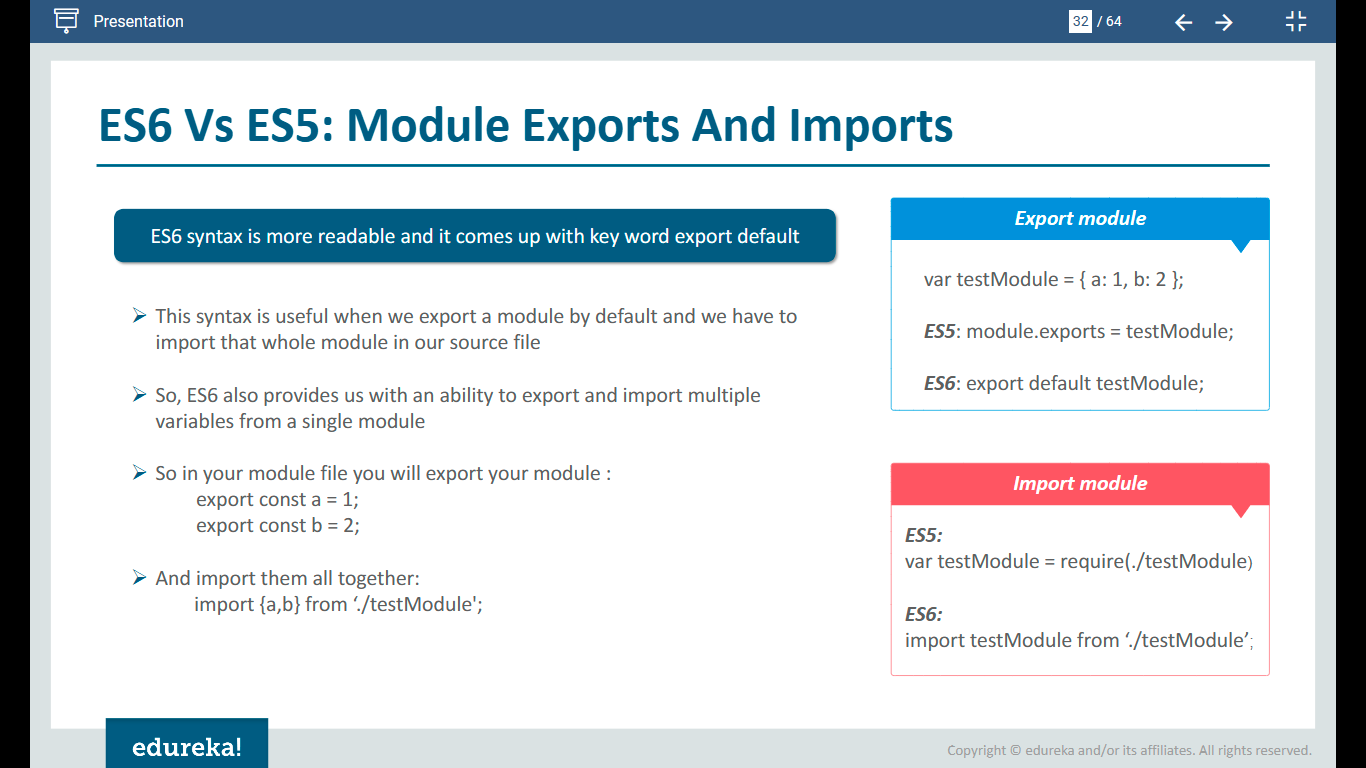 Presentation
32 / 64
ES6 Vs ES5: Module Exports And Imports
ES6 syntax is more readable and it comes up with key word export default
This syntax is useful when we export a module by default and we have to
import that whole module in our source file
So, ES6 also provides us with an ability to export and import multiple
variables from a single module
So in your module file you will export your module :
export const a = 1;
export const b = 2;
And import them all together:
import {a,b} from ‘./testModule';
Export module
var testModule = { a: 1, b: 2 };
ES5: module.exports = testModule;
ES6: export default testModule;
Import module
ES5:
var testModule = require(./testModule)
ES6:
import testModule from ‘./testModule’;
edureka!
Copyright © edureka and/or its affiliates. All rights reserved.